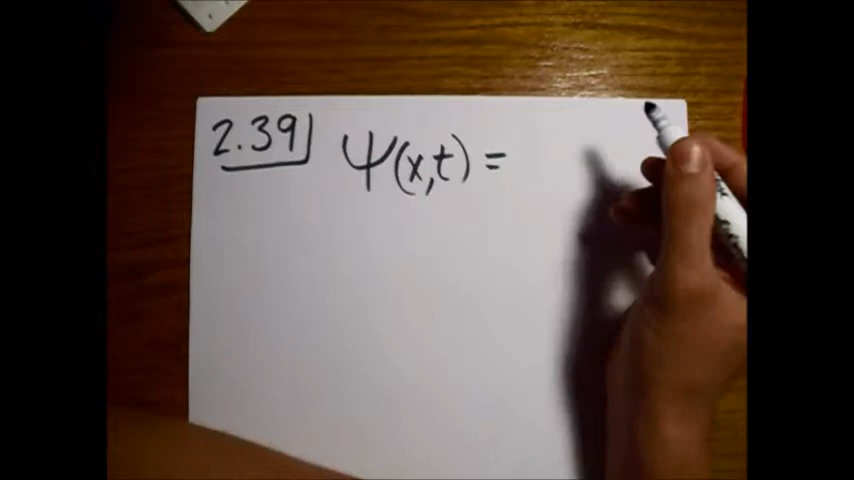 2.39 Ψ(x,t) =